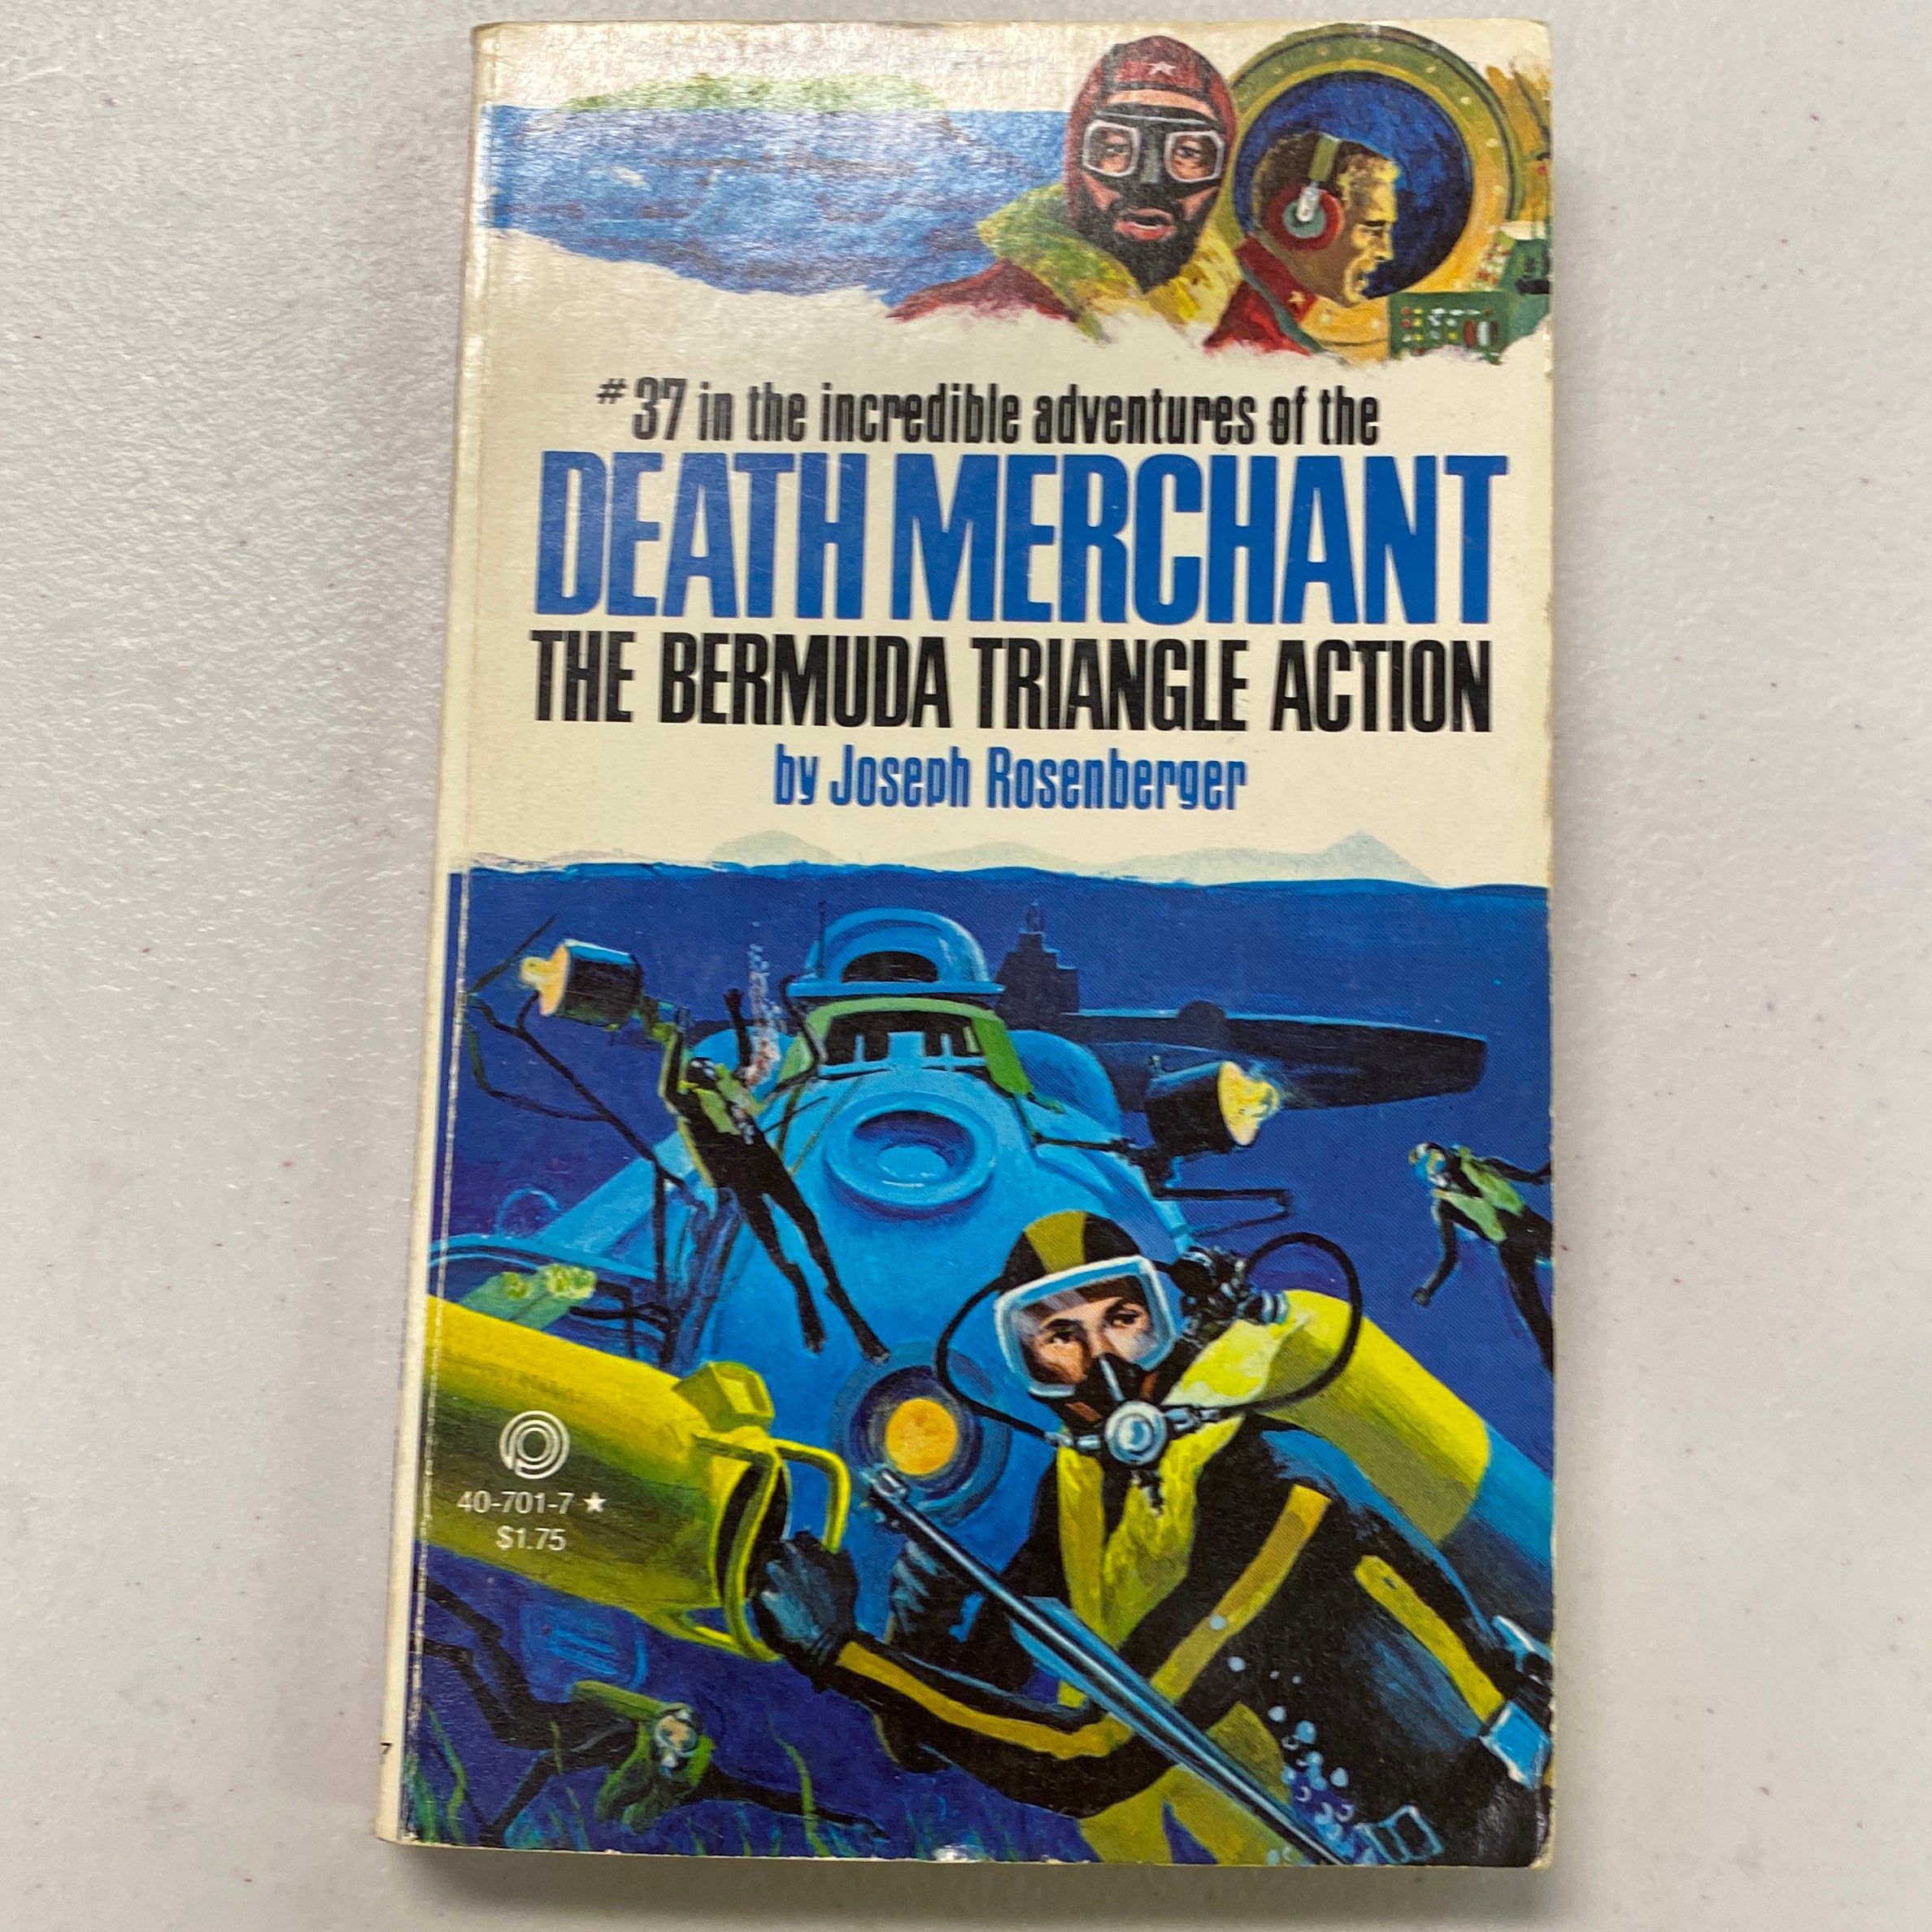 #37 in the incredible adventures of the
DEATH MERCHANT
THE BERMUDA TRIANGLE ACTION
by Joseph Rosenberger
40-701-7 ★
$1.75
7